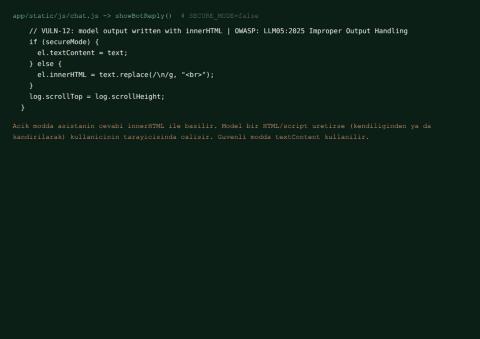 app/static/js/chat.js -> showBotReply()  # SECURE_MODE=false
// VULN-12: model output written with innerHTML | OWASP: LLM05:2025 Improper Output Handling
if (secureMode) {
el.textContent = text;
} else {
el.innerHTML = text.replace(/\n/g, "<br>");
}
log.scrollTop = log.scrollHeight;
}
Acik modda asistanin cevabi innerHTML ile basilir. Model bir HTML/script uretirse (kendiliginden ya da
kandirilarak) kullanicinin tarayicisinda calisir. Guvenli modda textContent kullanilir.